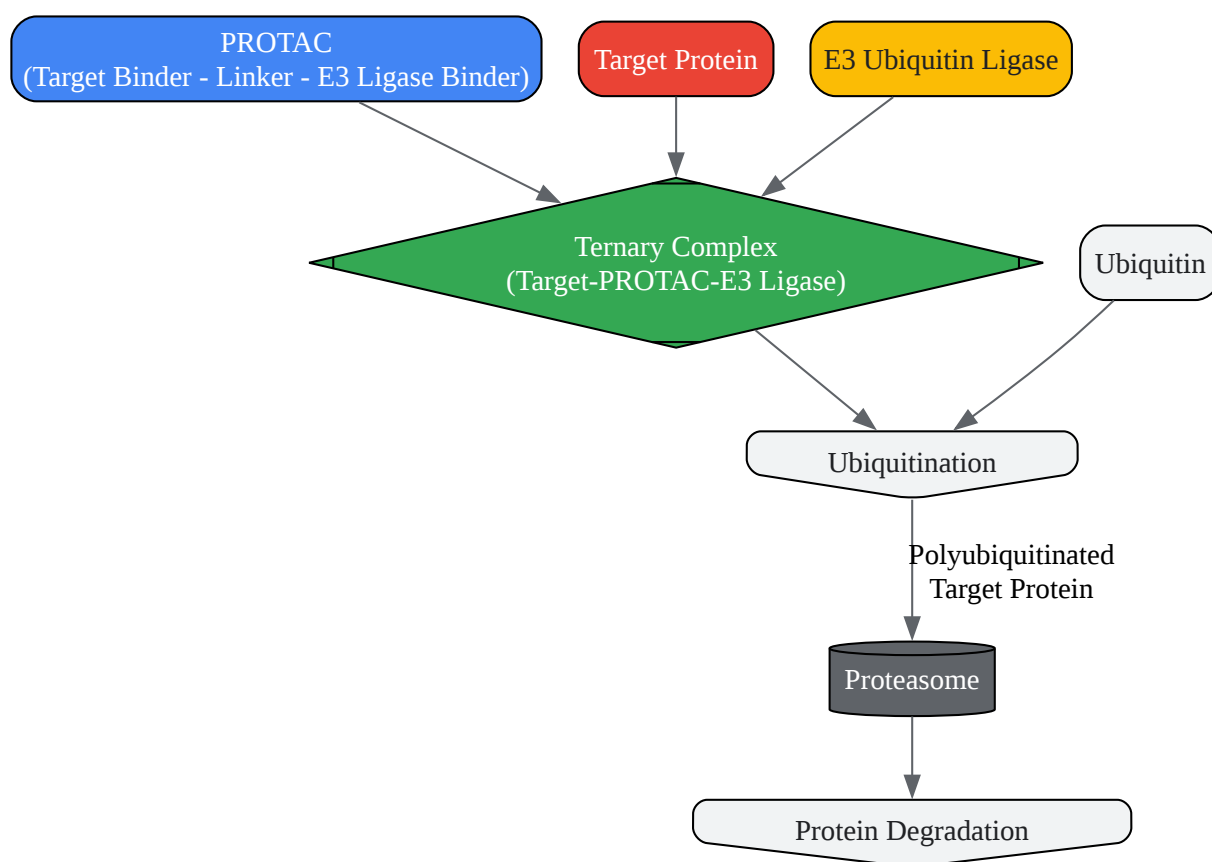 PROTAC
(Target Binder - Linker - E3 Ligase Binder)
Target Protein
E3 Ubiquitin Ligase
Ternary Complex
(Target-PROTAC-E3 Ligase)
Ubiquitin
Ubiquitination
Polyubiquitinated
Target Protein
Proteasome
Protein Degradation